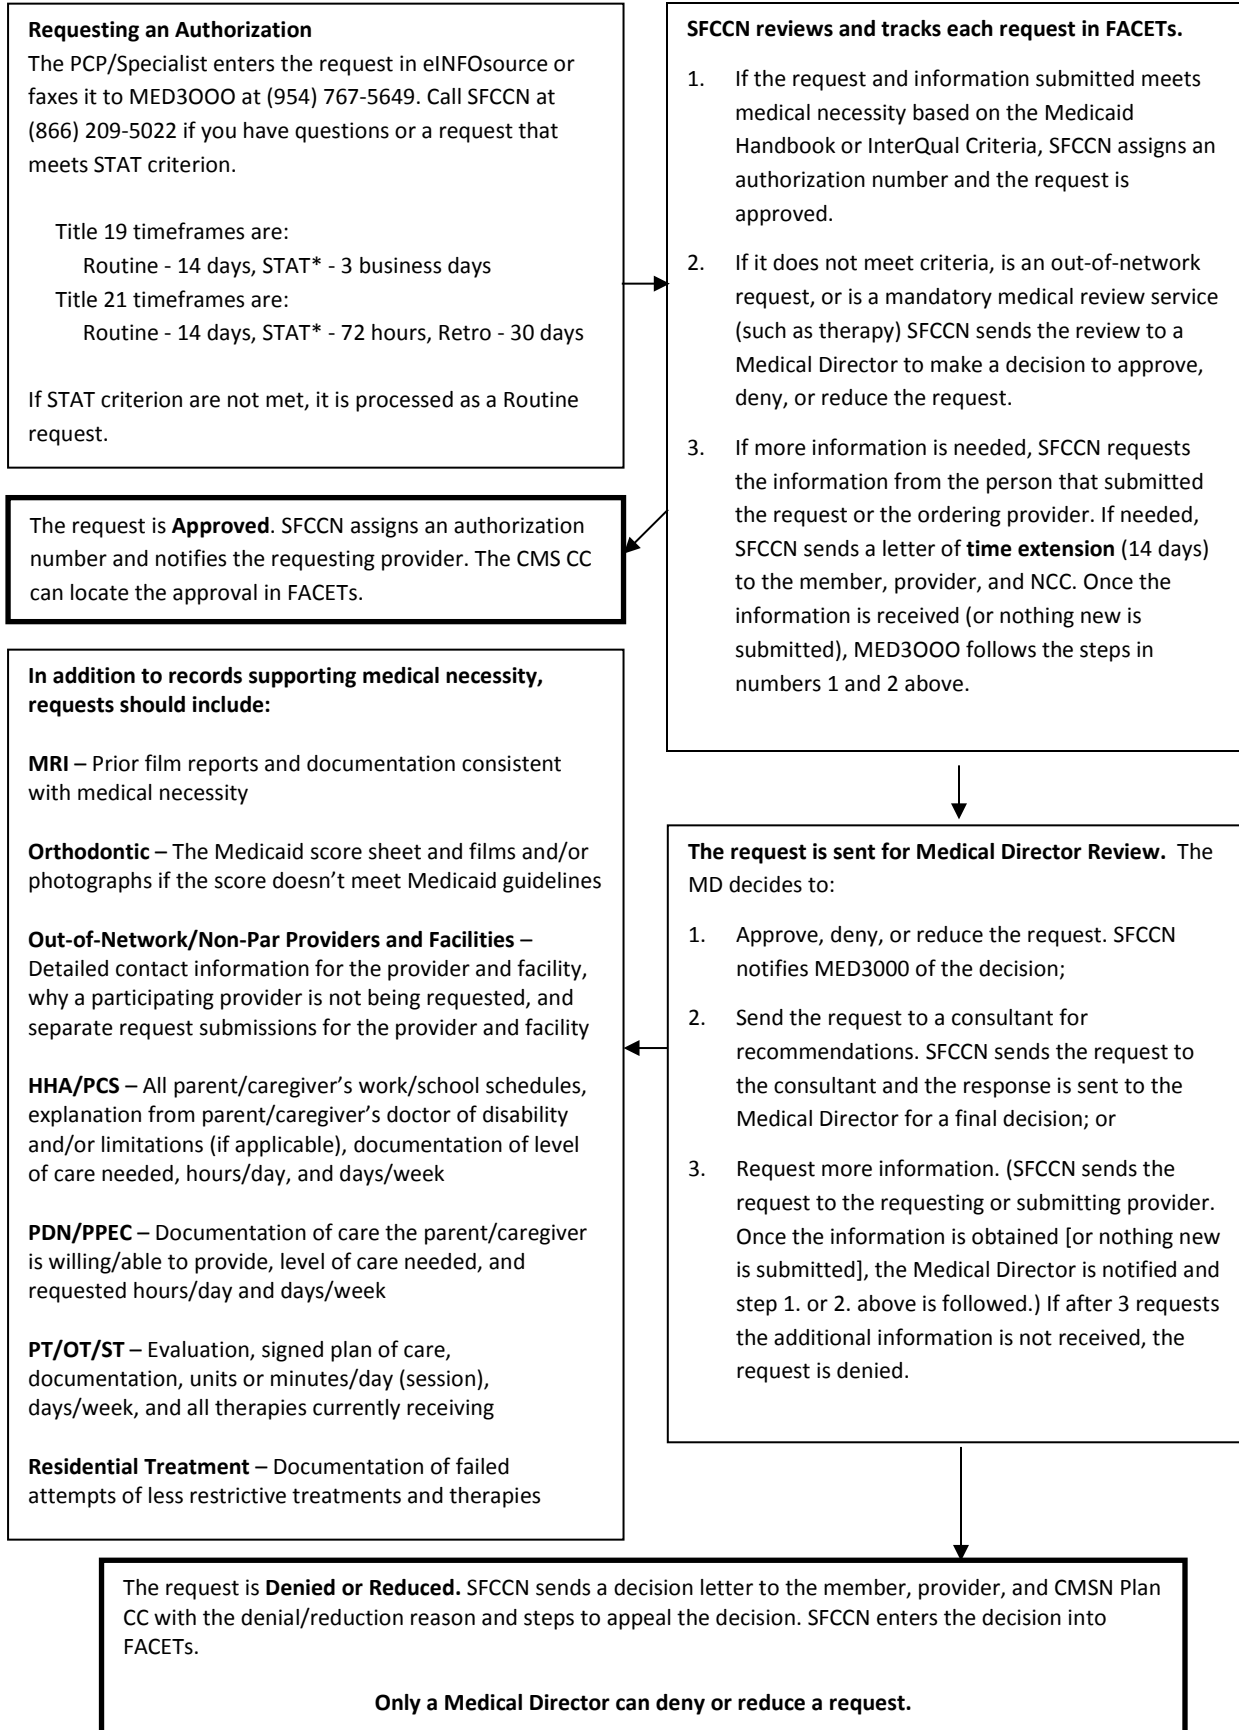 Requesting an Authorization
The PCP/Specialist enters the request in eINFOsource or
faxes it to MED3OOO at (954) 767-5649. Call SFCCN at
(866) 209-5022 if you have questions or a request that
meets STAT criterion.
Title 19 timeframes are:
Routine - 14 days, STAT* - 3 business days
Title 21 timeframes are:
Routine - 14 days, STAT* - 72 hours, Retro - 30 days
If STAT criterion are not met, it is processed as a Routine
request.
SFCCN reviews and tracks each request in FACETs.
1. If the request and information submitted meets
medical necessity based on the Medicaid
Handbook or InterQual Criteria, SFCCN assigns an
authorization number and the request is
approved.
2. If it does not meet criteria, is an out-of-network
request, or is a mandatory medical review service
(such as therapy) SFCCN sends the review to a
Medical Director to make a decision to approve,
deny, or reduce the request.
3. If more information is needed, SFCCN requests
the information from the person that submitted
the request or the ordering provider. If needed,
SFCCN sends a letter of time extension (14 days)
to the member, provider, and NCC. Once the
information is received (or nothing new is
submitted), MED3OOO follows the steps in
numbers 1 and 2 above.
The request is Approved. SFCCN assigns an authorization
number and notifies the requesting provider. The CMS CC
can locate the approval in FACETs.
In addition to records supporting medical necessity,
requests should include:
MRI – Prior film reports and documentation consistent
with medical necessity
Orthodontic – The Medicaid score sheet and films and/or
photographs if the score doesn’t meet Medicaid guidelines
Out-of-Network/Non-Par Providers and Facilities –
Detailed contact information for the provider and facility,
why a participating provider is not being requested, and
separate request submissions for the provider and facility
HHA/PCS – All parent/caregiver’s work/school schedules,
explanation from parent/caregiver’s doctor of disability
and/or limitations (if applicable), documentation of level
of care needed, hours/day, and days/week
PDN/PPEC – Documentation of care the parent/caregiver
is willing/able to provide, level of care needed, and
requested hours/day and days/week
PT/OT/ST – Evaluation, signed plan of care,
documentation, units or minutes/day (session),
days/week, and all therapies currently receiving
Residential Treatment – Documentation of failed
attempts of less restrictive treatments and therapies
The request is sent for Medical Director Review. The
MD decides to:
1. Approve, deny, or reduce the request. SFCCN
notifies MED3000 of the decision;
2. Send the request to a consultant for
recommendations. SFCCN sends the request to
the consultant and the response is sent to the
Medical Director for a final decision; or
3. Request more information. (SFCCN sends the
request to the requesting or submitting provider.
Once the information is obtained [or nothing new
is submitted], the Medical Director is notified and
step 1. or 2. above is followed.) If after 3 requests
the additional information is not received, the
request is denied.
The request is Denied or Reduced. SFCCN sends a decision letter to the member, provider, and CMSN Plan
CC with the denial/reduction reason and steps to appeal the decision. SFCCN enters the decision into
FACETs.
Only a Medical Director can deny or reduce a request.